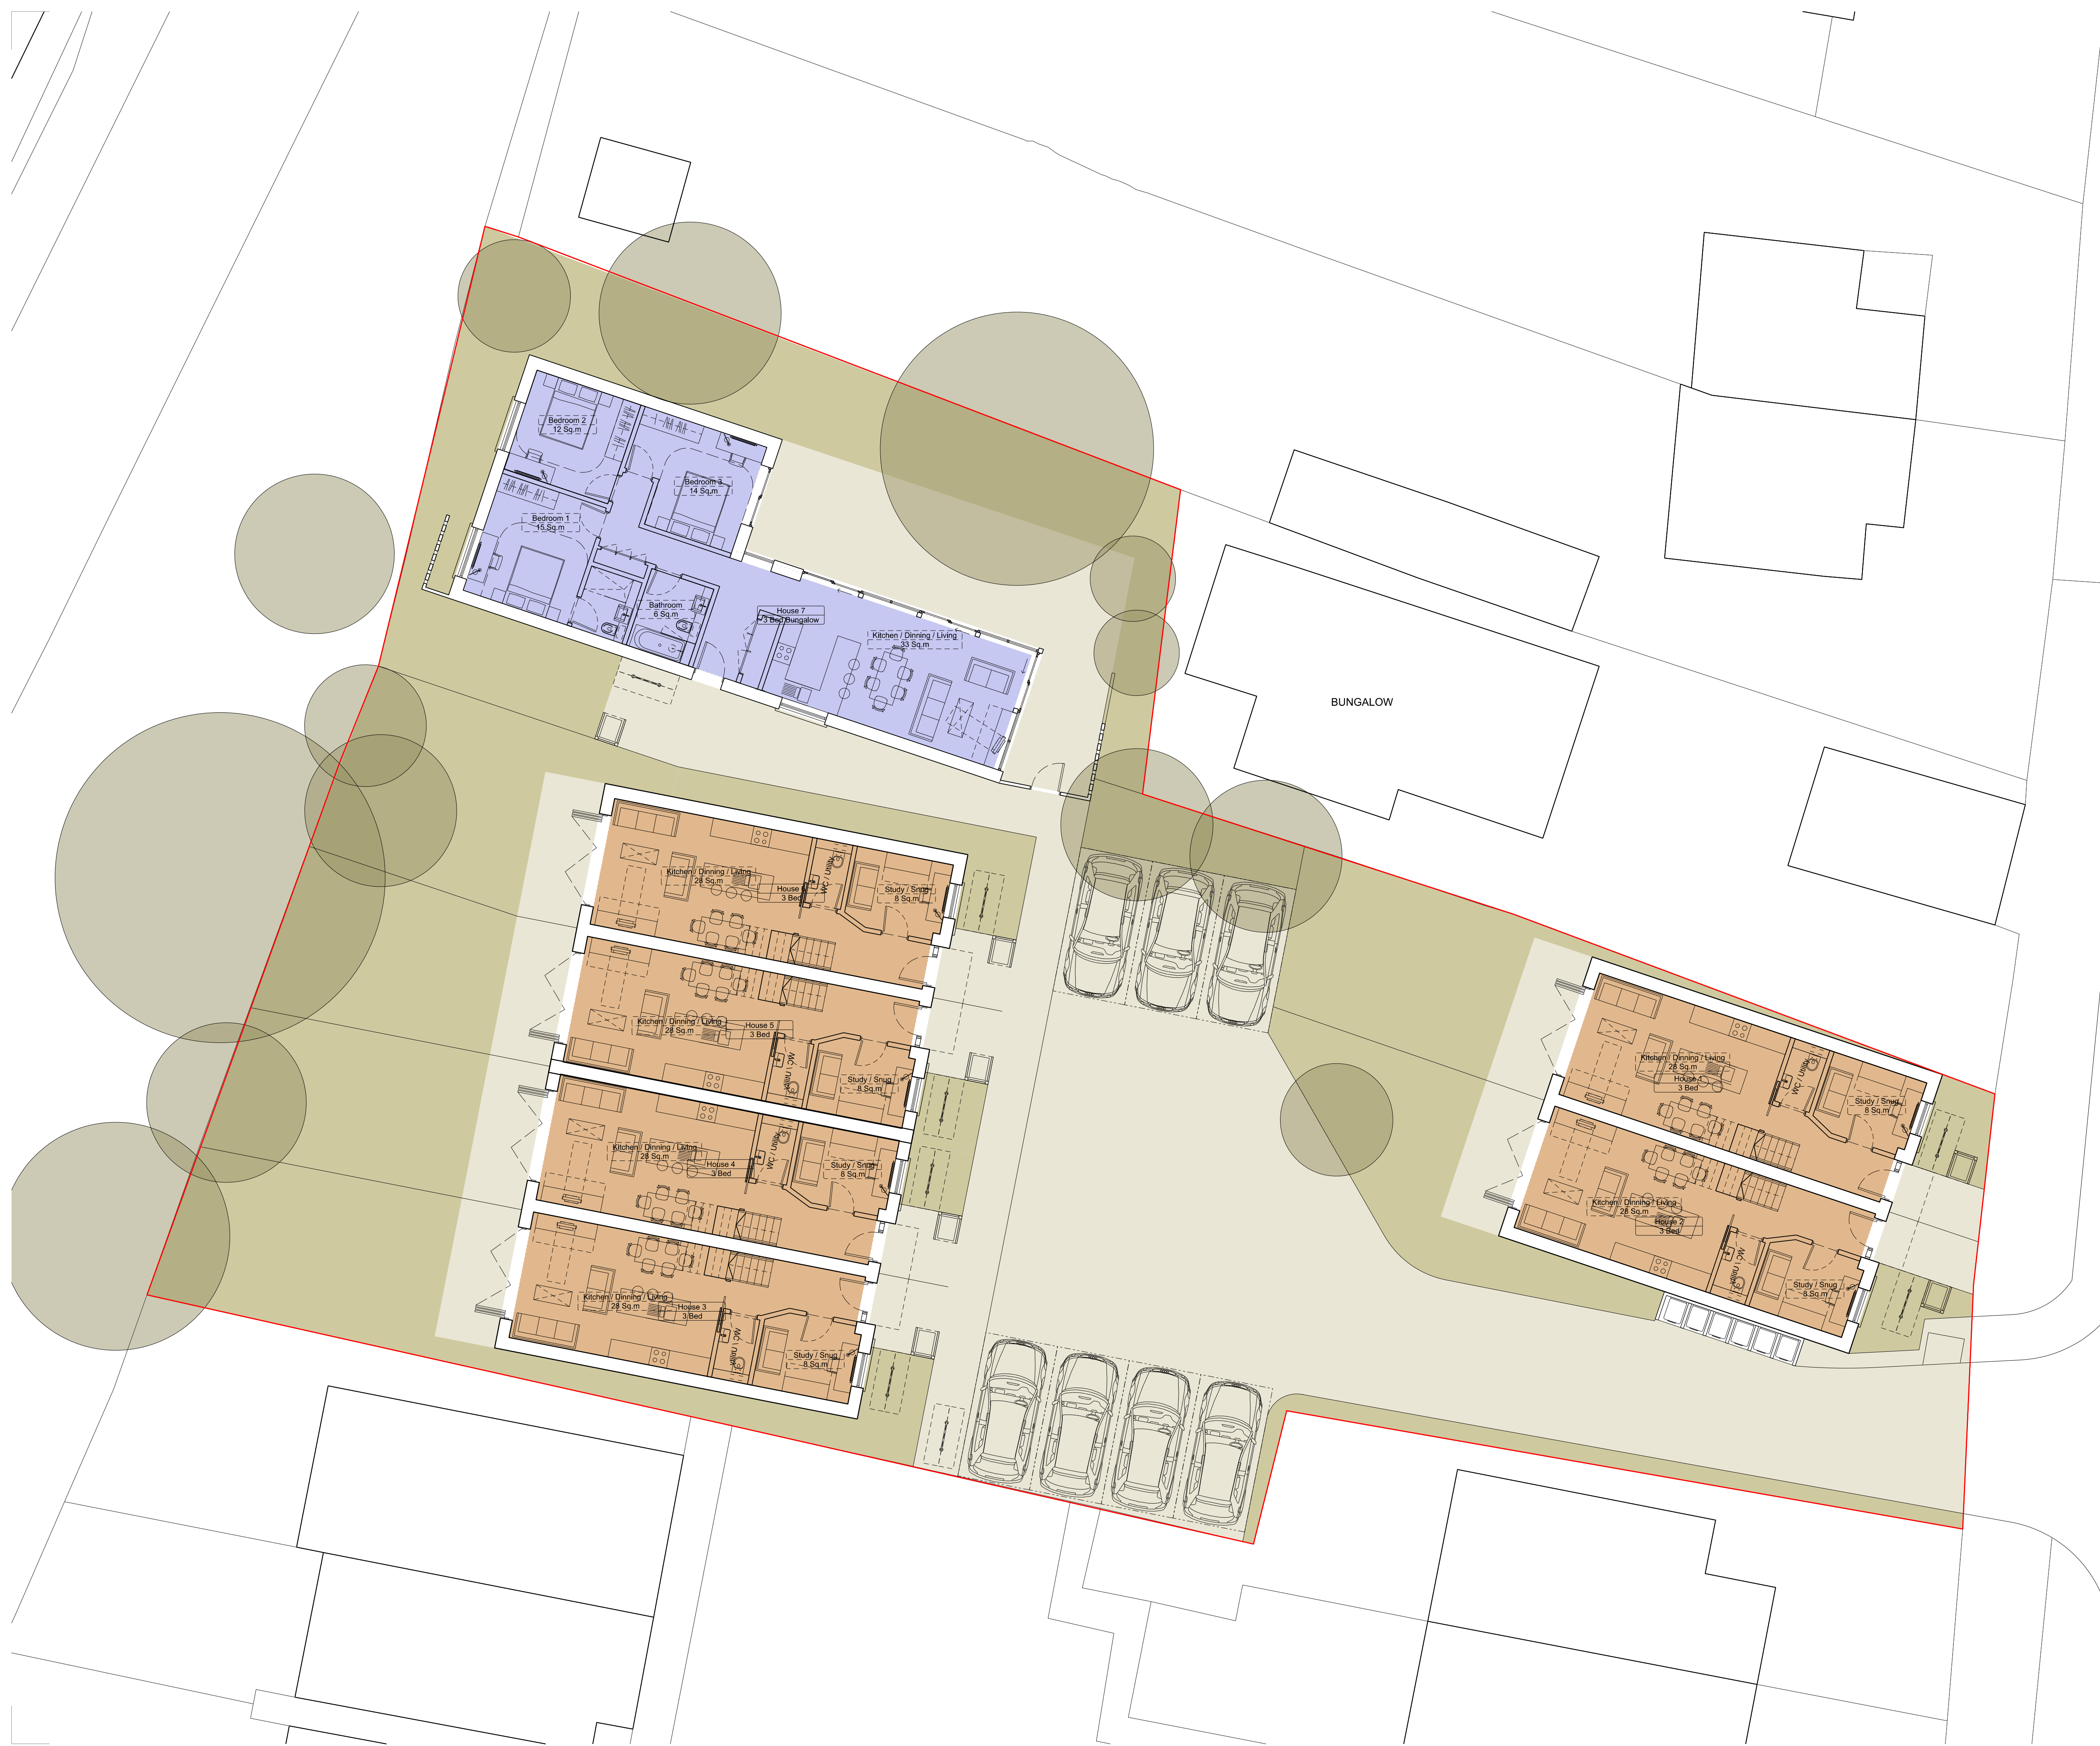 Bedroom 2
12 Sq.m
Bedroom 3
14 Sq.m
Bedroom 1
15 Sq.m
Bathroom
6 Sq.m
House 7
3 Bed Bungalow
Kitchen / Dinning / Living
33 Sq.m
BUNGALOW
Kitchen / Dinning / Living
28 Sq.m
House
3 Bed
WC / Utility
Study / Snug
8 Sq.m
Kitchen / Dinning / Living
28 Sq.m
House 5
3 Bed
WC / Utility
Study / Snug
8 Sq.m
Kitchen / Dinning / Living
28 Sq.m
House 4
3 Bed
WC / Utility
Study / Snug
8 Sq.m
Kitchen / Dinning / Living
28 Sq.m
House 3
3 Bed
WC / Utility
Study / Snug
8 Sq.m
Kitchen / Dinning / Living
28 Sq.m
House 1
3 Bed
WC / Utility
Study / Snug
8 Sq.m
Kitchen / Dinning / Living
28 Sq.m
House 2
3 Bed
WC / Utility
Study / Snug
8 Sq.m